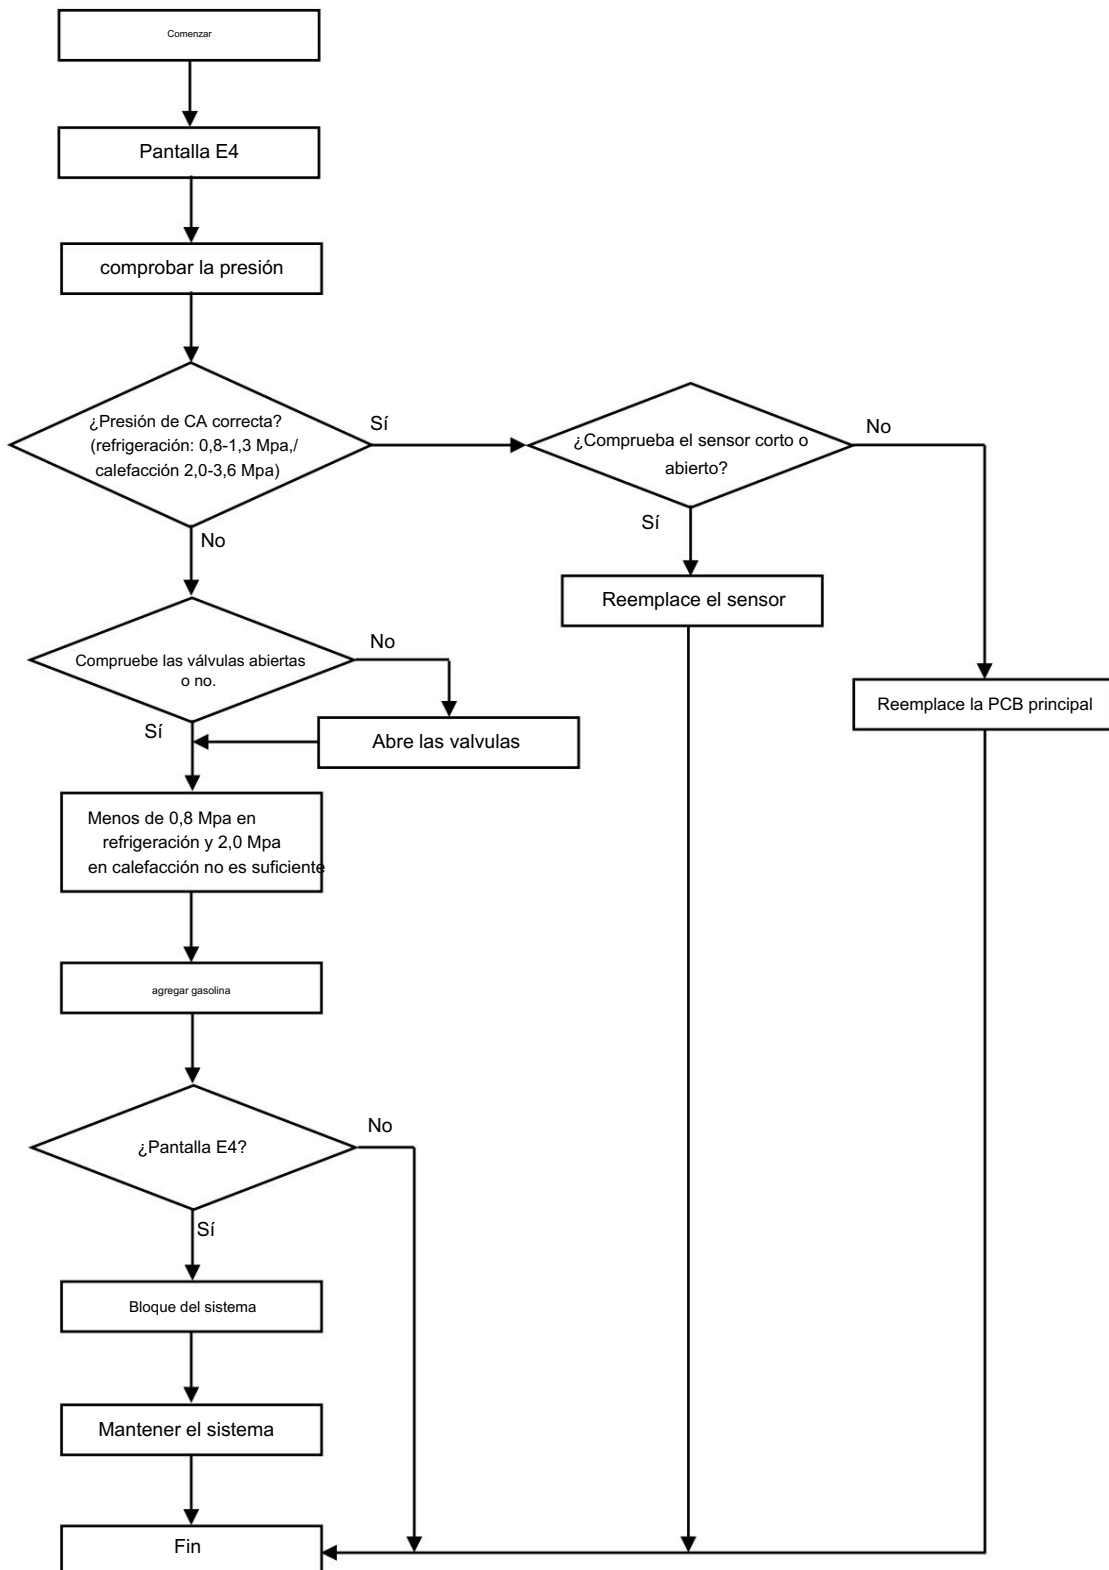 Comenzar
Pantalla E4
comprobar la presión
¿Presión de CA correcta?
(refrigeración: 0,8-1,3 Mpa,/
calefacción 2,0-3,6 Mpa)
Sí
¿Comprueba el sensor corto o
abierto?
No
No
Sí
Reemplace el sensor
Compruebe las válvulas abiertas
o no.
No
Reemplace la PCB principal
Sí
Abre las valvulas
Menos de 0,8 Mpa en
refrigeración y 2,0 Mpa
en calefacción no es suficiente
agregar gasolina
¿Pantalla E4?
No
Sí
Bloque del sistema
Mantener el sistema
Fin